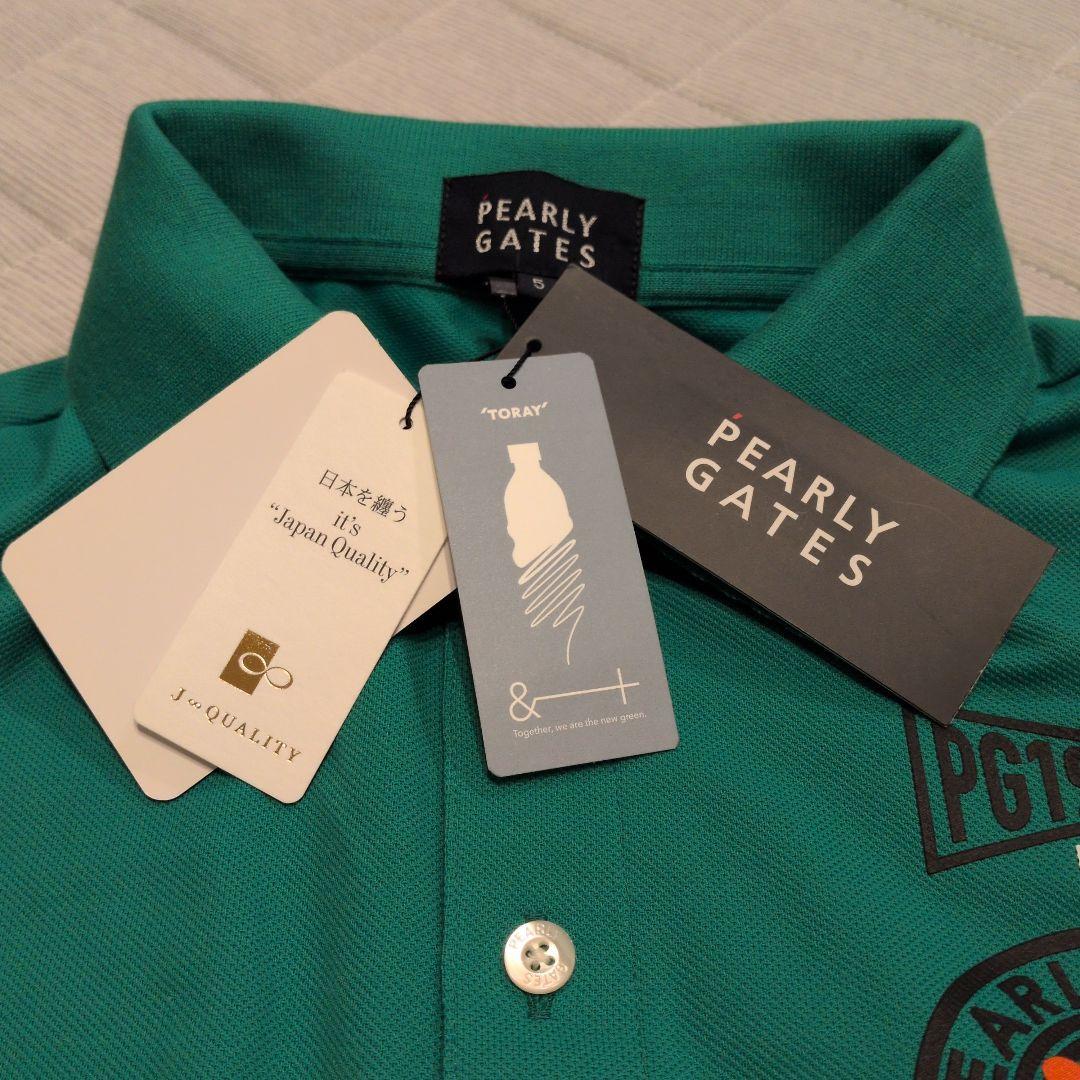 PEARLY
GATES
5
'TORAY'
&+
Together, we are the new green.
日本を纏う
it's
"Japan Quality"
J∞QUALITY
PEARLY
GATES
PG1
PEARLY
GATES